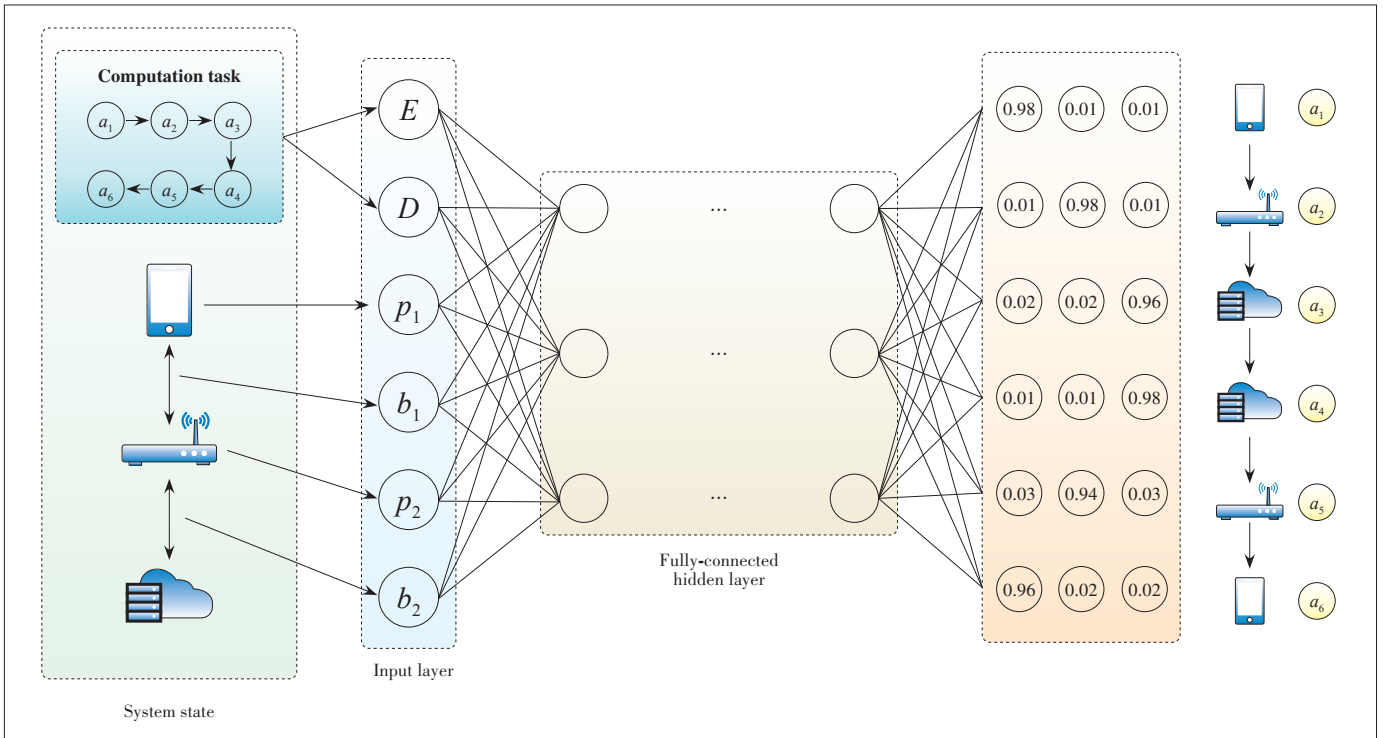 Computation task
a1 a2 a3
a6 a5 a4
System state
E
D
p1
b1
p2
b2
Input layer
... 
...
...
Fully-connected
hidden layer
0.98 0.01 0.01
0.01 0.98 0.01
0.02 0.02 0.96
0.01 0.01 0.98
0.03 0.94 0.03
0.96 0.02 0.02
a1
a2
a3
a4
a5
a6